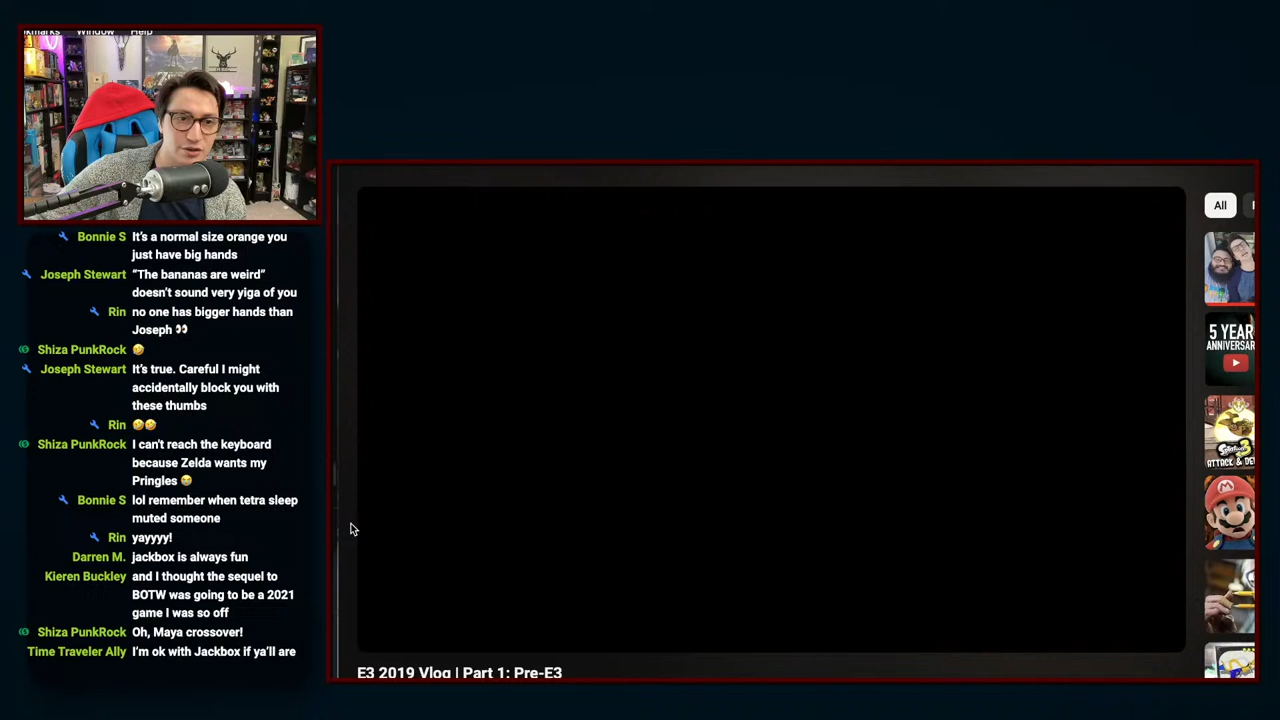 Window Help
Bonnie S It's a normal size orange you
just have big hands
Joseph Stewart “The bananas are weird”
doesn't sound very yiga of you
Rin no one has bigger hands than
Joseph 👀
Shiza PunkRock 🤣
Joseph Stewart It's true. Careful I might
accidentally block you with
these thumbs
Rin 🤣🤣
Shiza PunkRock I can't reach the keyboard
because Zelda wants my
Pringles 😭
Bonnie S lol remember when tetra sleep
muted someone
Rin yayyyy!
Darren M. jackbox is always fun
Kieren Buckley and I thought the sequel to
BOTW was going to be a 2021
game I was so off
Shiza PunkRock Oh, Maya crossover!
Time Traveler Ally I'm ok with Jackbox if ya'll are
E3 2019 Vlog | Part 1: Pre-E3
All
5 YEAR
ANNIVERSAR
3
ATTACK & DE